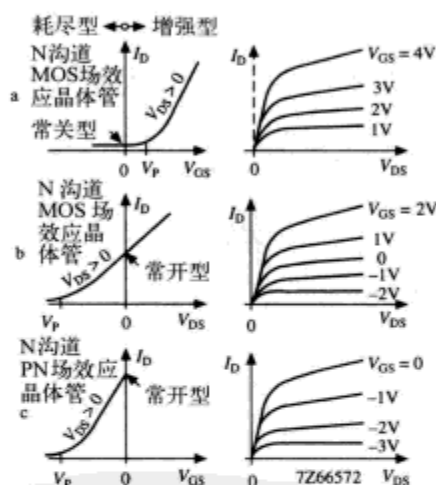 耗尽型 增强型
N沟道
MOS场效
应晶体管
a
常关型
I_D
V_DS>0
0 V_P V_GS
I_D
V_GS=4V
3V
2V
1V
0
V_DS
N 沟道
MOS 场
效应晶
体管
b
I_D
V_DS>0
常开型
V_P 0 V_DS
I_D
V_GS=2V
1V
0
-1V
-2V
0
V_DS
N沟道
PN场效应
晶体管
c
I_D
V_DS>0
常开型
V_P 0 V_GS
I_D
V_GS=0
-1V
-2V
-3V
0
7Z66572
V_DS